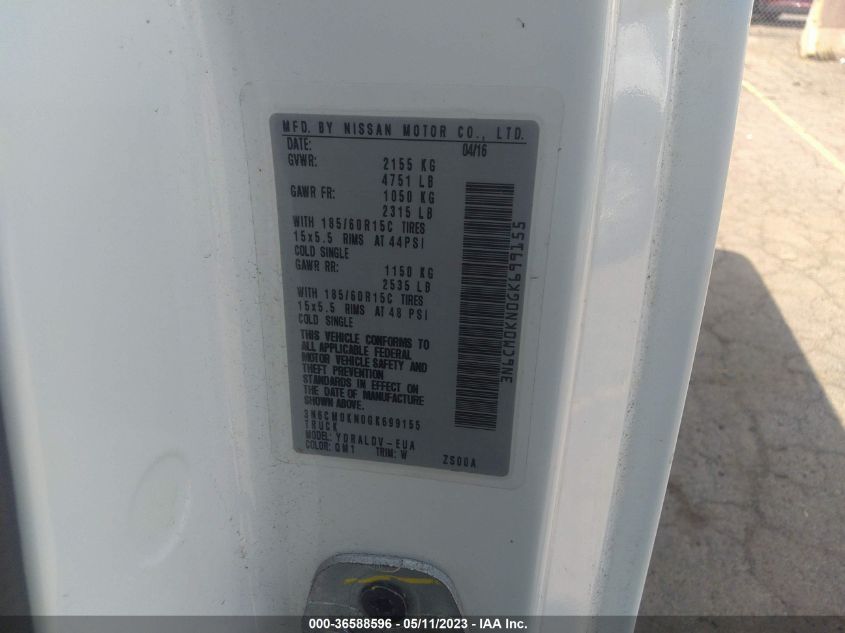 MFD. BY NISSAN MOTOR CO., LTD.
DATE: 04/16
GVWR: 2155 KG
4751 LB
GAWR FR: 1050 KG
2315 LB
WITH 185/60R15C TIRES
15x5.5 RIMS AT 44PSI
COLD SINGLE
GAWR RR: 1150 KG
2535 LB
WITH 185/60R15C TIRES
15x5.5 RIMS AT 48 PSI
COLD SINGLE
THIS VEHICLE CONFORMS TO
ALL APPLICABLE FEDERAL
MOTOR VEHICLE SAFETY AND
THEFT PREVENTION
STANDARDS IN EFFECT ON
THE DATE OF MANUFACTURE
SHOWN ABOVE.
3N6CM0KN0GK699155
TRUCK
MODEL: YDRALDV-EUA
COLOR: QM1 TRIM: W ZS00A
3N6CM0KN0GK699155
000-36588596 - 05/11/2023 - IAA Inc.